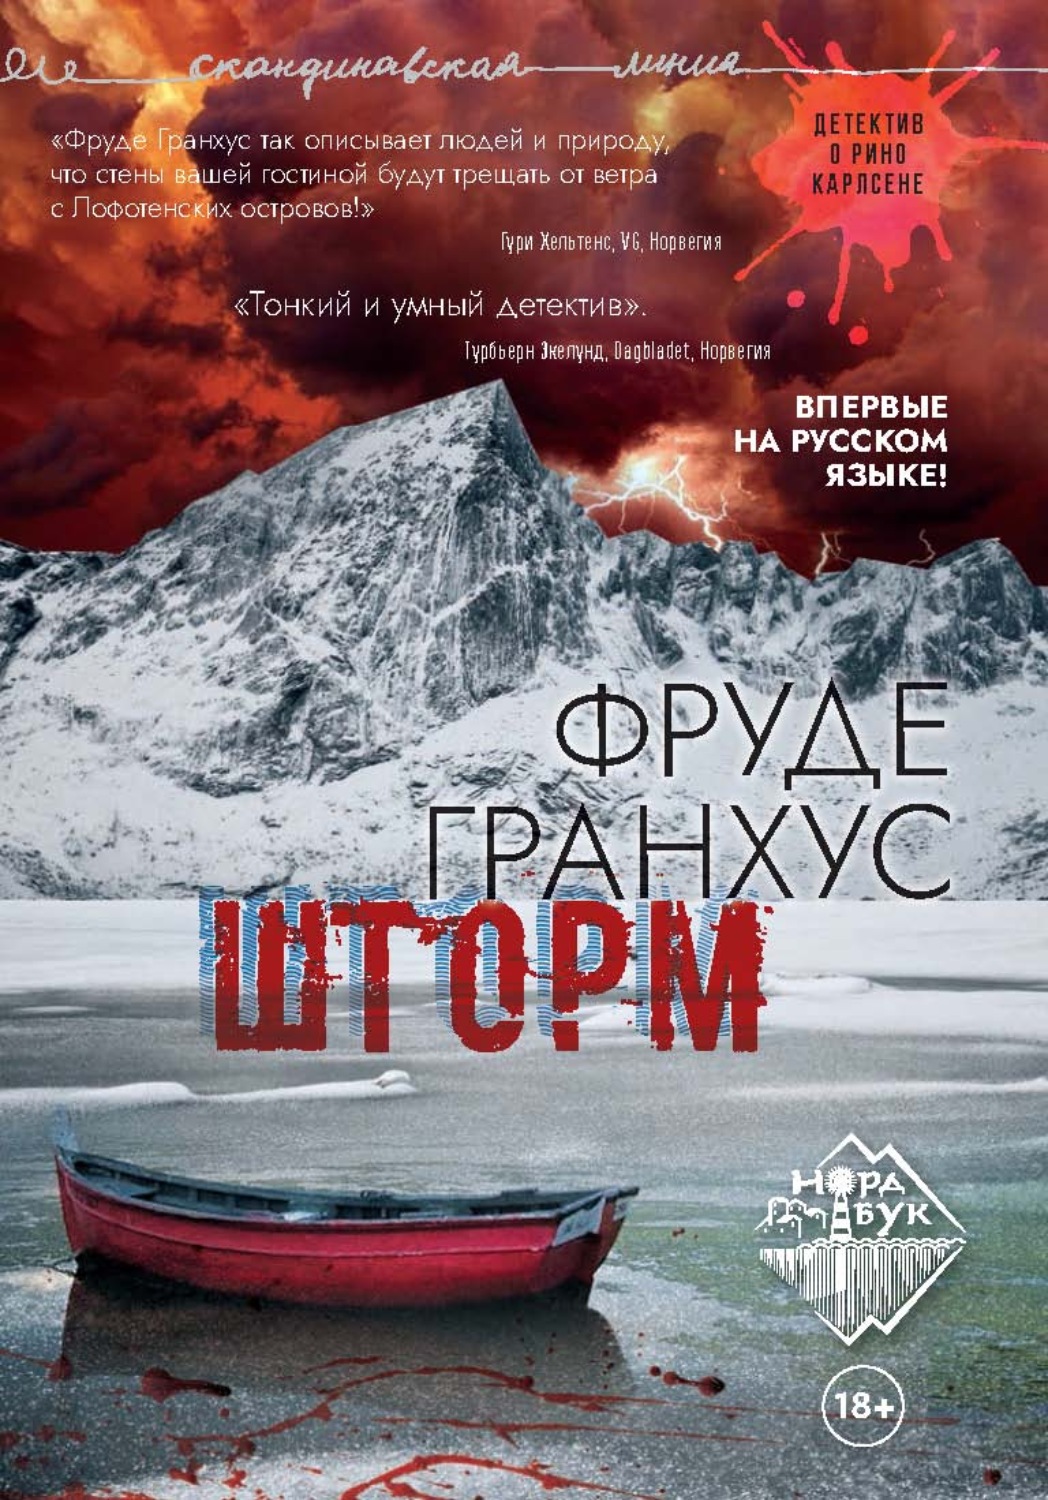 скандинавская линия
«Фруде Гранхус так описывает людей и природу,
что стены вашей гостиной будут трещать от ветра
с Лофотенских островов!»
Гури Хельтенс, VG, Норвегия
«Тонкий и умный детектив».
Турбьерн Экелунд, Dagbladet, Норвегия
ДЕТЕКТИВ
О РИНО
КАРЛСЕНЕ
ВПЕРВЫЕ
НА РУССКОМ
ЯЗЫКЕ!
ФРУДЕ
ГРАНХУС
ШТОРМ
НОРД
БУК
18+